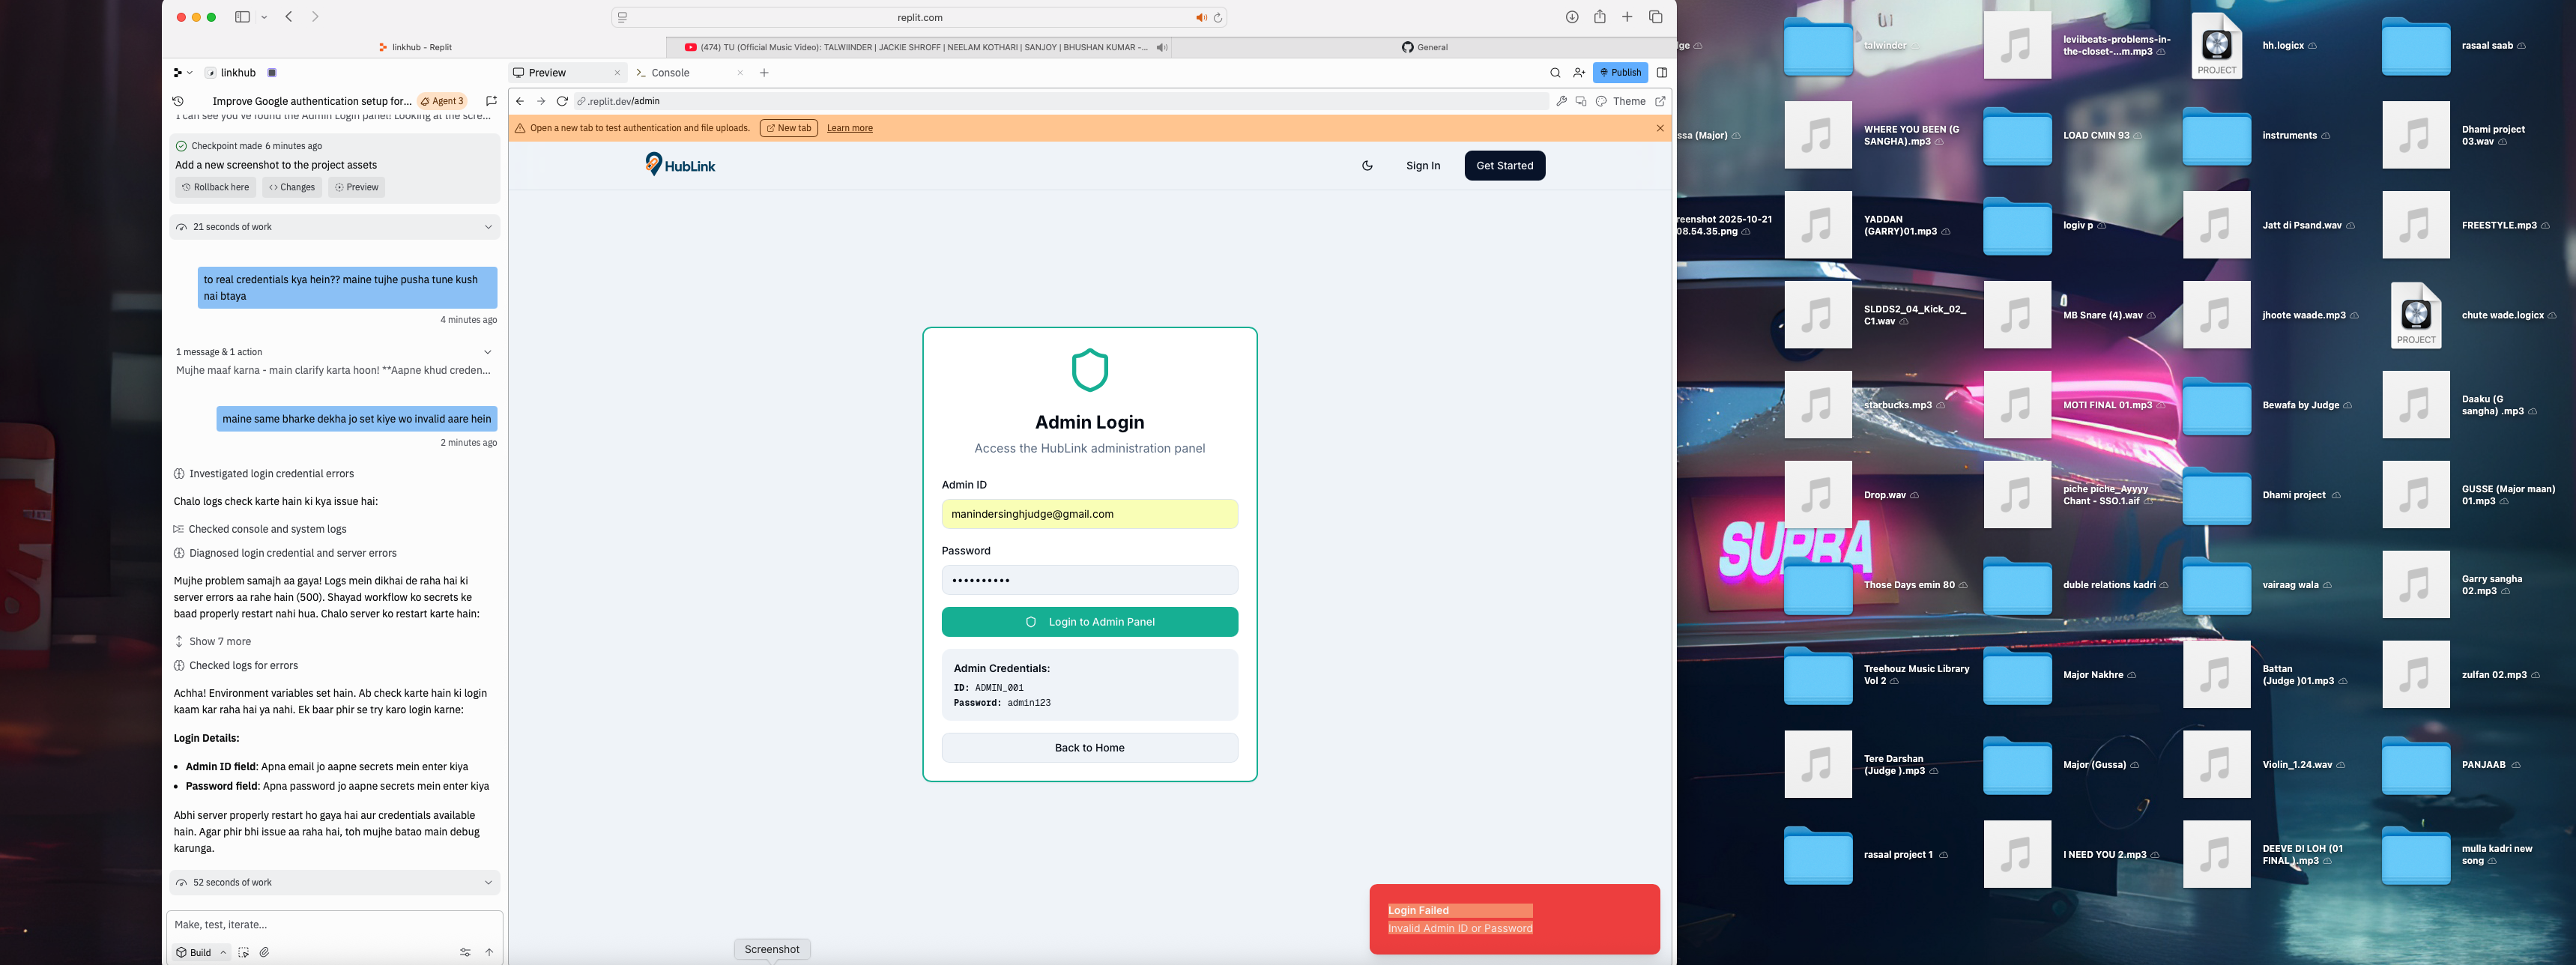 replit.com
linkhub - Replit
(474) TU (Official Music Video): TALWIINDER | JACKIE SHROFF | NEELAM KOTHARI | SANJOY | BHUSHAN KUMAR -...
General
linkhub
Preview
Console
Publish
Improve Google authentication setup for...
Agent 3
.replit.dev/admin
Theme
I can see you've found the Admin Login panel! Looking at the scre...
Open a new tab to test authentication and file uploads.
New tab
Learn more
Checkpoint made 6 minutes ago
Add a new screenshot to the project assets
Rollback here
Changes
Preview
21 seconds of work
to real credentials kya hein?? maine tujhe pusha tune kush
nai btaya
4 minutes ago
1 message & 1 action
Mujhe maaf karna - main clarify karta hoon! **Aapne khud creden...
maine same bharke dekha jo set kiye wo invalid aare hein
2 minutes ago
Investigated login credential errors
Chalo logs check karte hain ki kya issue hai:
Checked console and system logs
Diagnosed login credential and server errors
Mujhe problem samajh aa gaya! Logs mein dikhai de raha hai ki
server errors aa rahe hain (500). Shayad workflow ko secrets ke
baad properly restart nahi hua. Chalo server ko restart karte hain:
Show 7 more
Checked logs for errors
Achha! Environment variables set hain. Ab check karte hain ki login
kaam kar raha hai ya nahi. Ek baar phir se try karo login karne:
Login Details:
• Admin ID field: Apna email jo aapne secrets mein enter kiya
• Password field: Apna password jo aapne secrets mein enter kiya
Abhi server properly restart ho gaya hai aur credentials available
hain. Agar phir bhi issue aa raha hai, toh mujhe batao main debug
karunga.
52 seconds of work
Make, test, iterate...
Build
HubLink
Sign In
Get Started
Admin Login
Access the HubLink administration panel
Admin ID
manindersinghjudge@gmail.com
Password
Login to Admin Panel
Admin Credentials:
ID: ADMIN_001
Password: admin123
Back to Home
Login Failed
Invalid Admin ID or Password
Screenshot
talwinder
leviibeats-problems-in-
the-closet-...m.mp3
PROJECT
hh.logicx
rasaal saab
ssa (Major)
WHERE YOU BEEN (G
SANGHA).mp3
LOAD CMIN 93
instruments
Dhami project
03.wav
reenshot 2025-10-21
08.54.35.png
YADDAN
(GARRY)01.mp3
logiv p
Jatt di Psand.wav
FREESTYLE.mp3
SLDDS2_04_Kick_02_
C1.wav
MB Snare (4).wav
jhoote waade.mp3
PROJECT
chute wade.logicx
starbucks.mp3
MOTI FINAL 01.mp3
Bewafa by Judge
Daaku (G
sangha) .mp3
Drop.wav
piche piche_Ayyyy
Chant - SSO.1.aif
Dhami project
GUSSE (Major maan)
01.mp3
SUPRA
Those Days emin 80
duble relations kadri
vairaag wala
Garry sangha
02.mp3
Treehouz Music Library
Vol 2
Major Nakhre
Battan
(Judge )01.mp3
zulfan 02.mp3
Tere Darshan
(Judge ).mp3
Major (Gussa)
Violin_1.24.wav
PANJAAB
rasaal project 1
I NEED YOU 2.mp3
DEEVE DI LOH (01
FINAL ).mp3
mulla kadri new
song